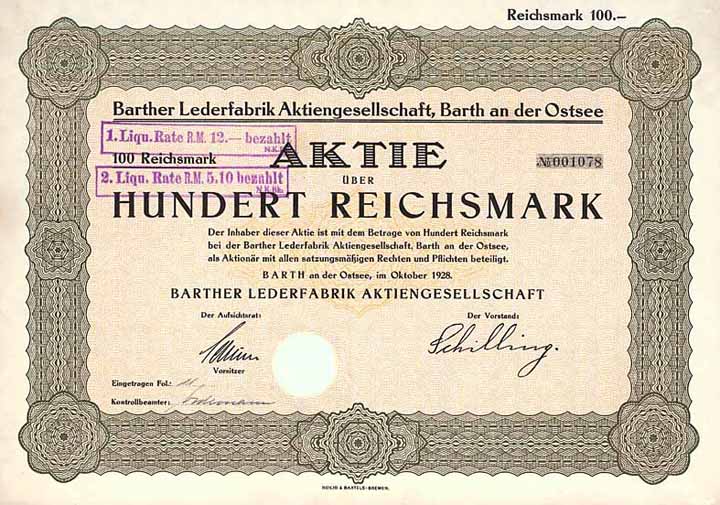 Reichsmark 100.–
Barther Lederfabrik Aktiengesellschaft, Barth an der Ostsee
1. Liqu. Rate R.M. 12.— bezahlt
100 Reichsmark
AKTIE
№001078
2. Liqu. Rate R.M. 5.10 bezahlt
ÜBER
HUNDERT REICHSMARK
Der Inhaber dieser Aktie ist mit dem Betrage von Hundert Reichsmark
bei der Barther Lederfabrik Aktiengesellschaft, Barth an der Ostsee,
als Aktionär mit allen satzungsmäßigen Rechten und Pflichten beteiligt.
BARTH an der Ostsee, im Oktober 1928.
BARTHER LEDERFABRIK AKTIENGESELLSCHAFT
Der Aufsichtsrat:
Der Vorstand:
Schilling.
Vorsitzer
Eingetragen Fol.:
Kontrollbeamter:
& BARTELS-BREMEN.